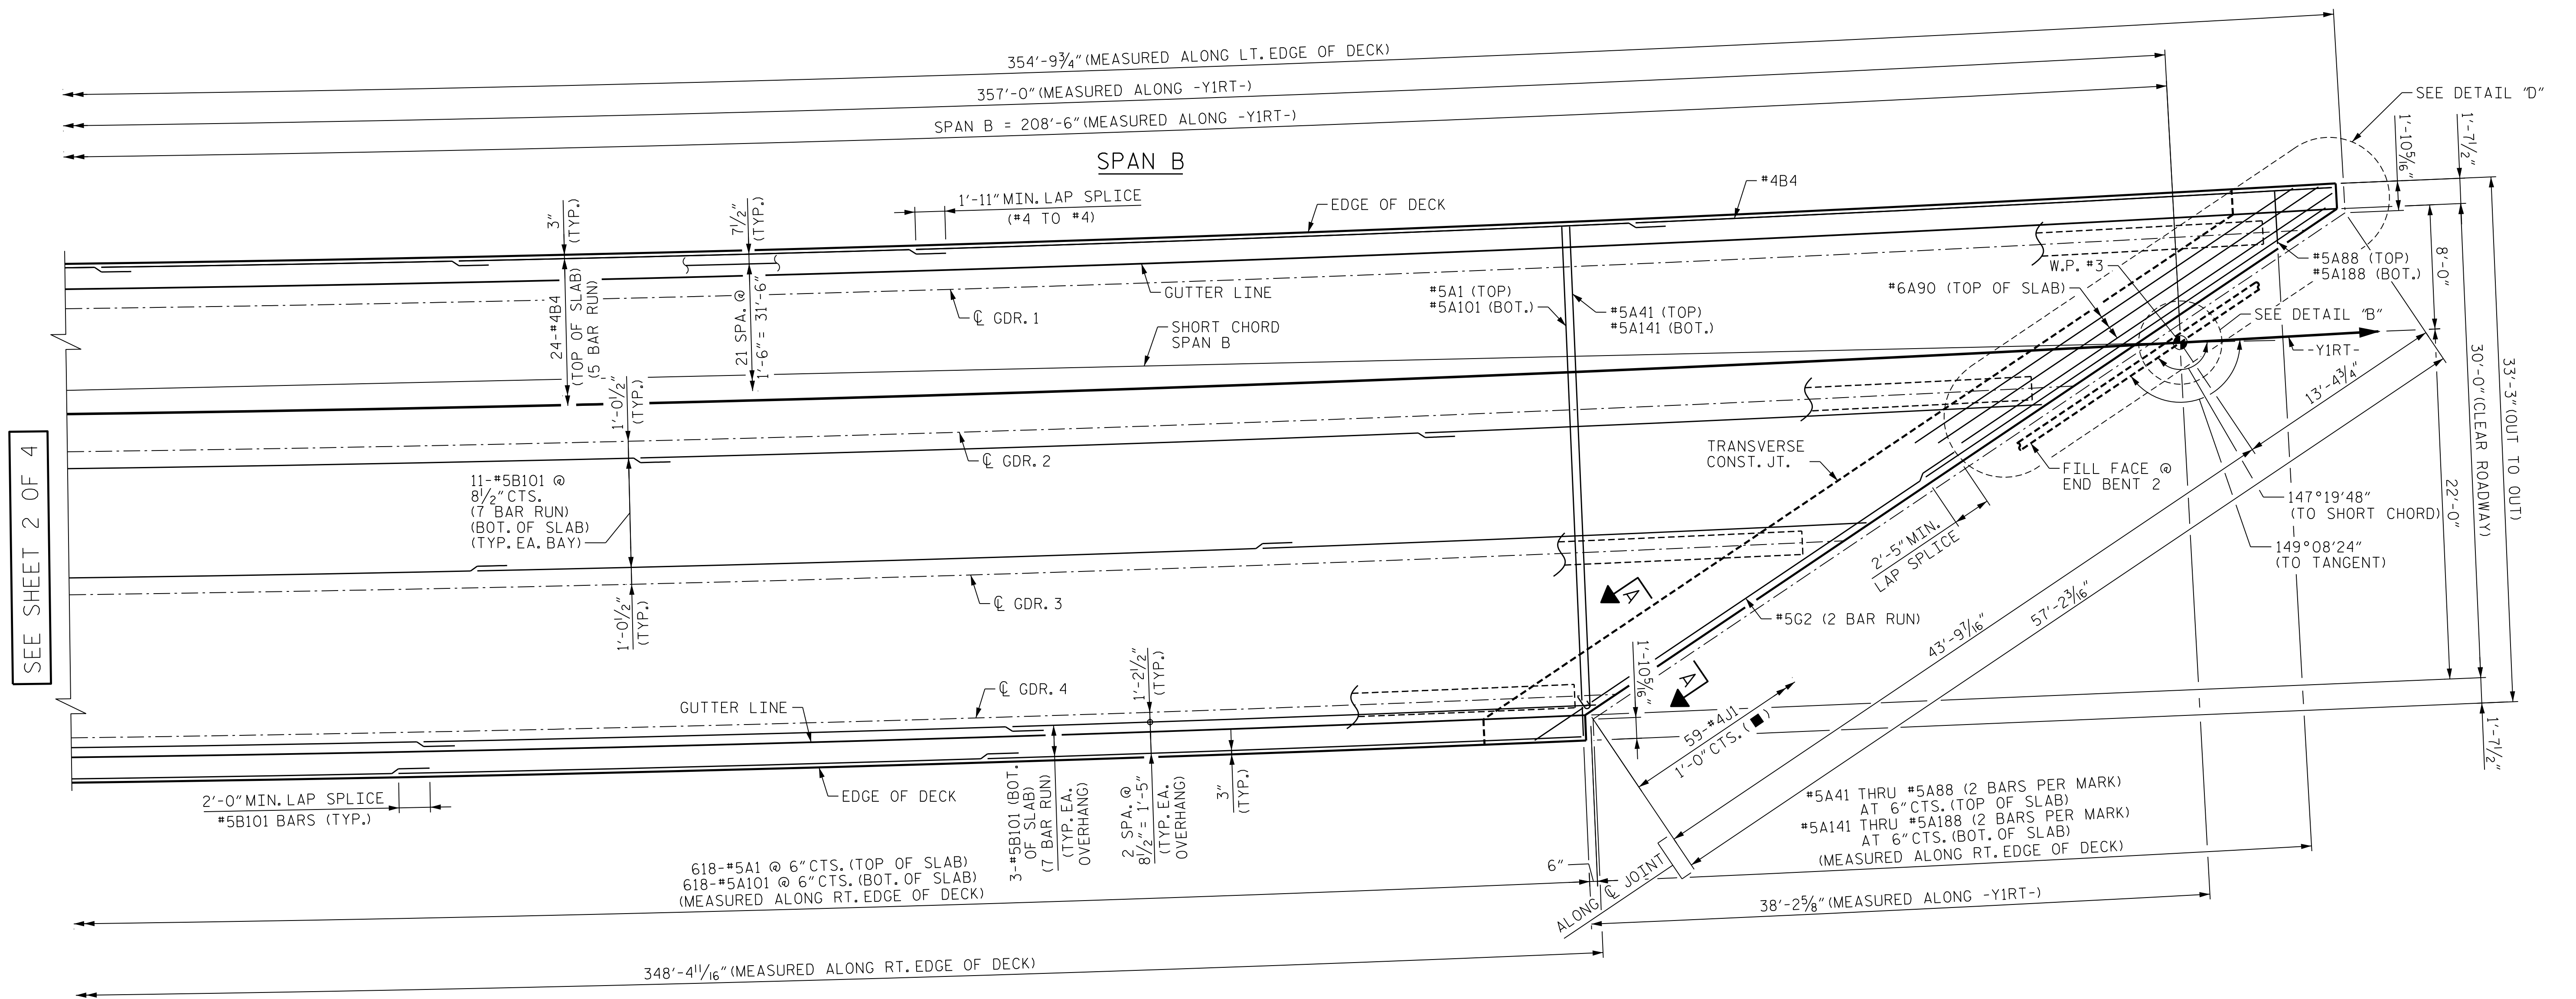 354'-9¾" (MEASURED ALONG LT. EDGE OF DECK)
357'-0" (MEASURED ALONG -Y1RT-)
SPAN B = 208'-6" (MEASURED ALONG -Y1RT-)
SPAN B
SEE DETAIL "D"
1'-10 5/16"
1'-7½"
3"
(TYP.)
7½"
(TYP.)
1'-11" MIN. LAP SPLICE
(#4 TO #4)
EDGE OF DECK
#4B4
24-#4B4
(TOP OF SLAB)
(5 BAR RUN)
21 SPA. @
1'-6" = 31'-6"
GUTTER LINE
℄ GDR. 1
SHORT CHORD
SPAN B
#5A1 (TOP)
#5A101 (BOT.)
#5A41 (TOP)
#5A141 (BOT.)
W.P. #3
#6A90 (TOP OF SLAB)
#5A88 (TOP)
#5A188 (BOT.)
SEE DETAIL "B"
-Y1RT-
8'-0"
30'-0" (CLEAR ROADWAY)
33'-3" (OUT TO OUT)
22'-0"
13'-4¾"
1'-0½"
(TYP.)
℄ GDR. 2
TRANSVERSE
CONST. JT.
FILL FACE @
END BENT 2
147°19'48"
(TO SHORT CHORD)
149°08'24"
(TO TANGENT)
SEE SHEET 2 OF 4
11-#5B101 @
8½" CTS.
(7 BAR RUN)
(BOT. OF SLAB)
(TYP. EA. BAY)
2'-5" MIN.
LAP SPLICE
1'-0½"
(TYP.)
℄ GDR. 3
A
#5G2 (2 BAR RUN)
43'-9 7/16"
57'-2 3/16"
1'-10 5/16"
A
1'-2½"
(TYP.)
℄ GDR. 4
GUTTER LINE
59-#4J1
1'-0" CTS. (■)
1'-7½"
2'-0" MIN. LAP SPLICE
#5B101 BARS (TYP.)
EDGE OF DECK
3-#5B101 (BOT.
OF SLAB)
(7 BAR RUN)
(TYP. EA.
OVERHANG)
2 SPA. @
8½" = 1'-5"
(TYP. EA.
OVERHANG)
3"
(TYP.)
#5A41 THRU #5A88 (2 BARS PER MARK)
AT 6" CTS. (TOP OF SLAB)
#5A141 THRU #5A188 (2 BARS PER MARK)
AT 6" CTS. (BOT. OF SLAB)
(MEASURED ALONG RT. EDGE OF DECK)
618-#5A1 @ 6" CTS. (TOP OF SLAB)
618-#5A101 @ 6" CTS. (BOT. OF SLAB)
(MEASURED ALONG RT. EDGE OF DECK)
6"
ALONG ℄ JOINT
38'-2⅝" (MEASURED ALONG -Y1RT-)
348'-4 11/16" (MEASURED ALONG RT. EDGE OF DECK)